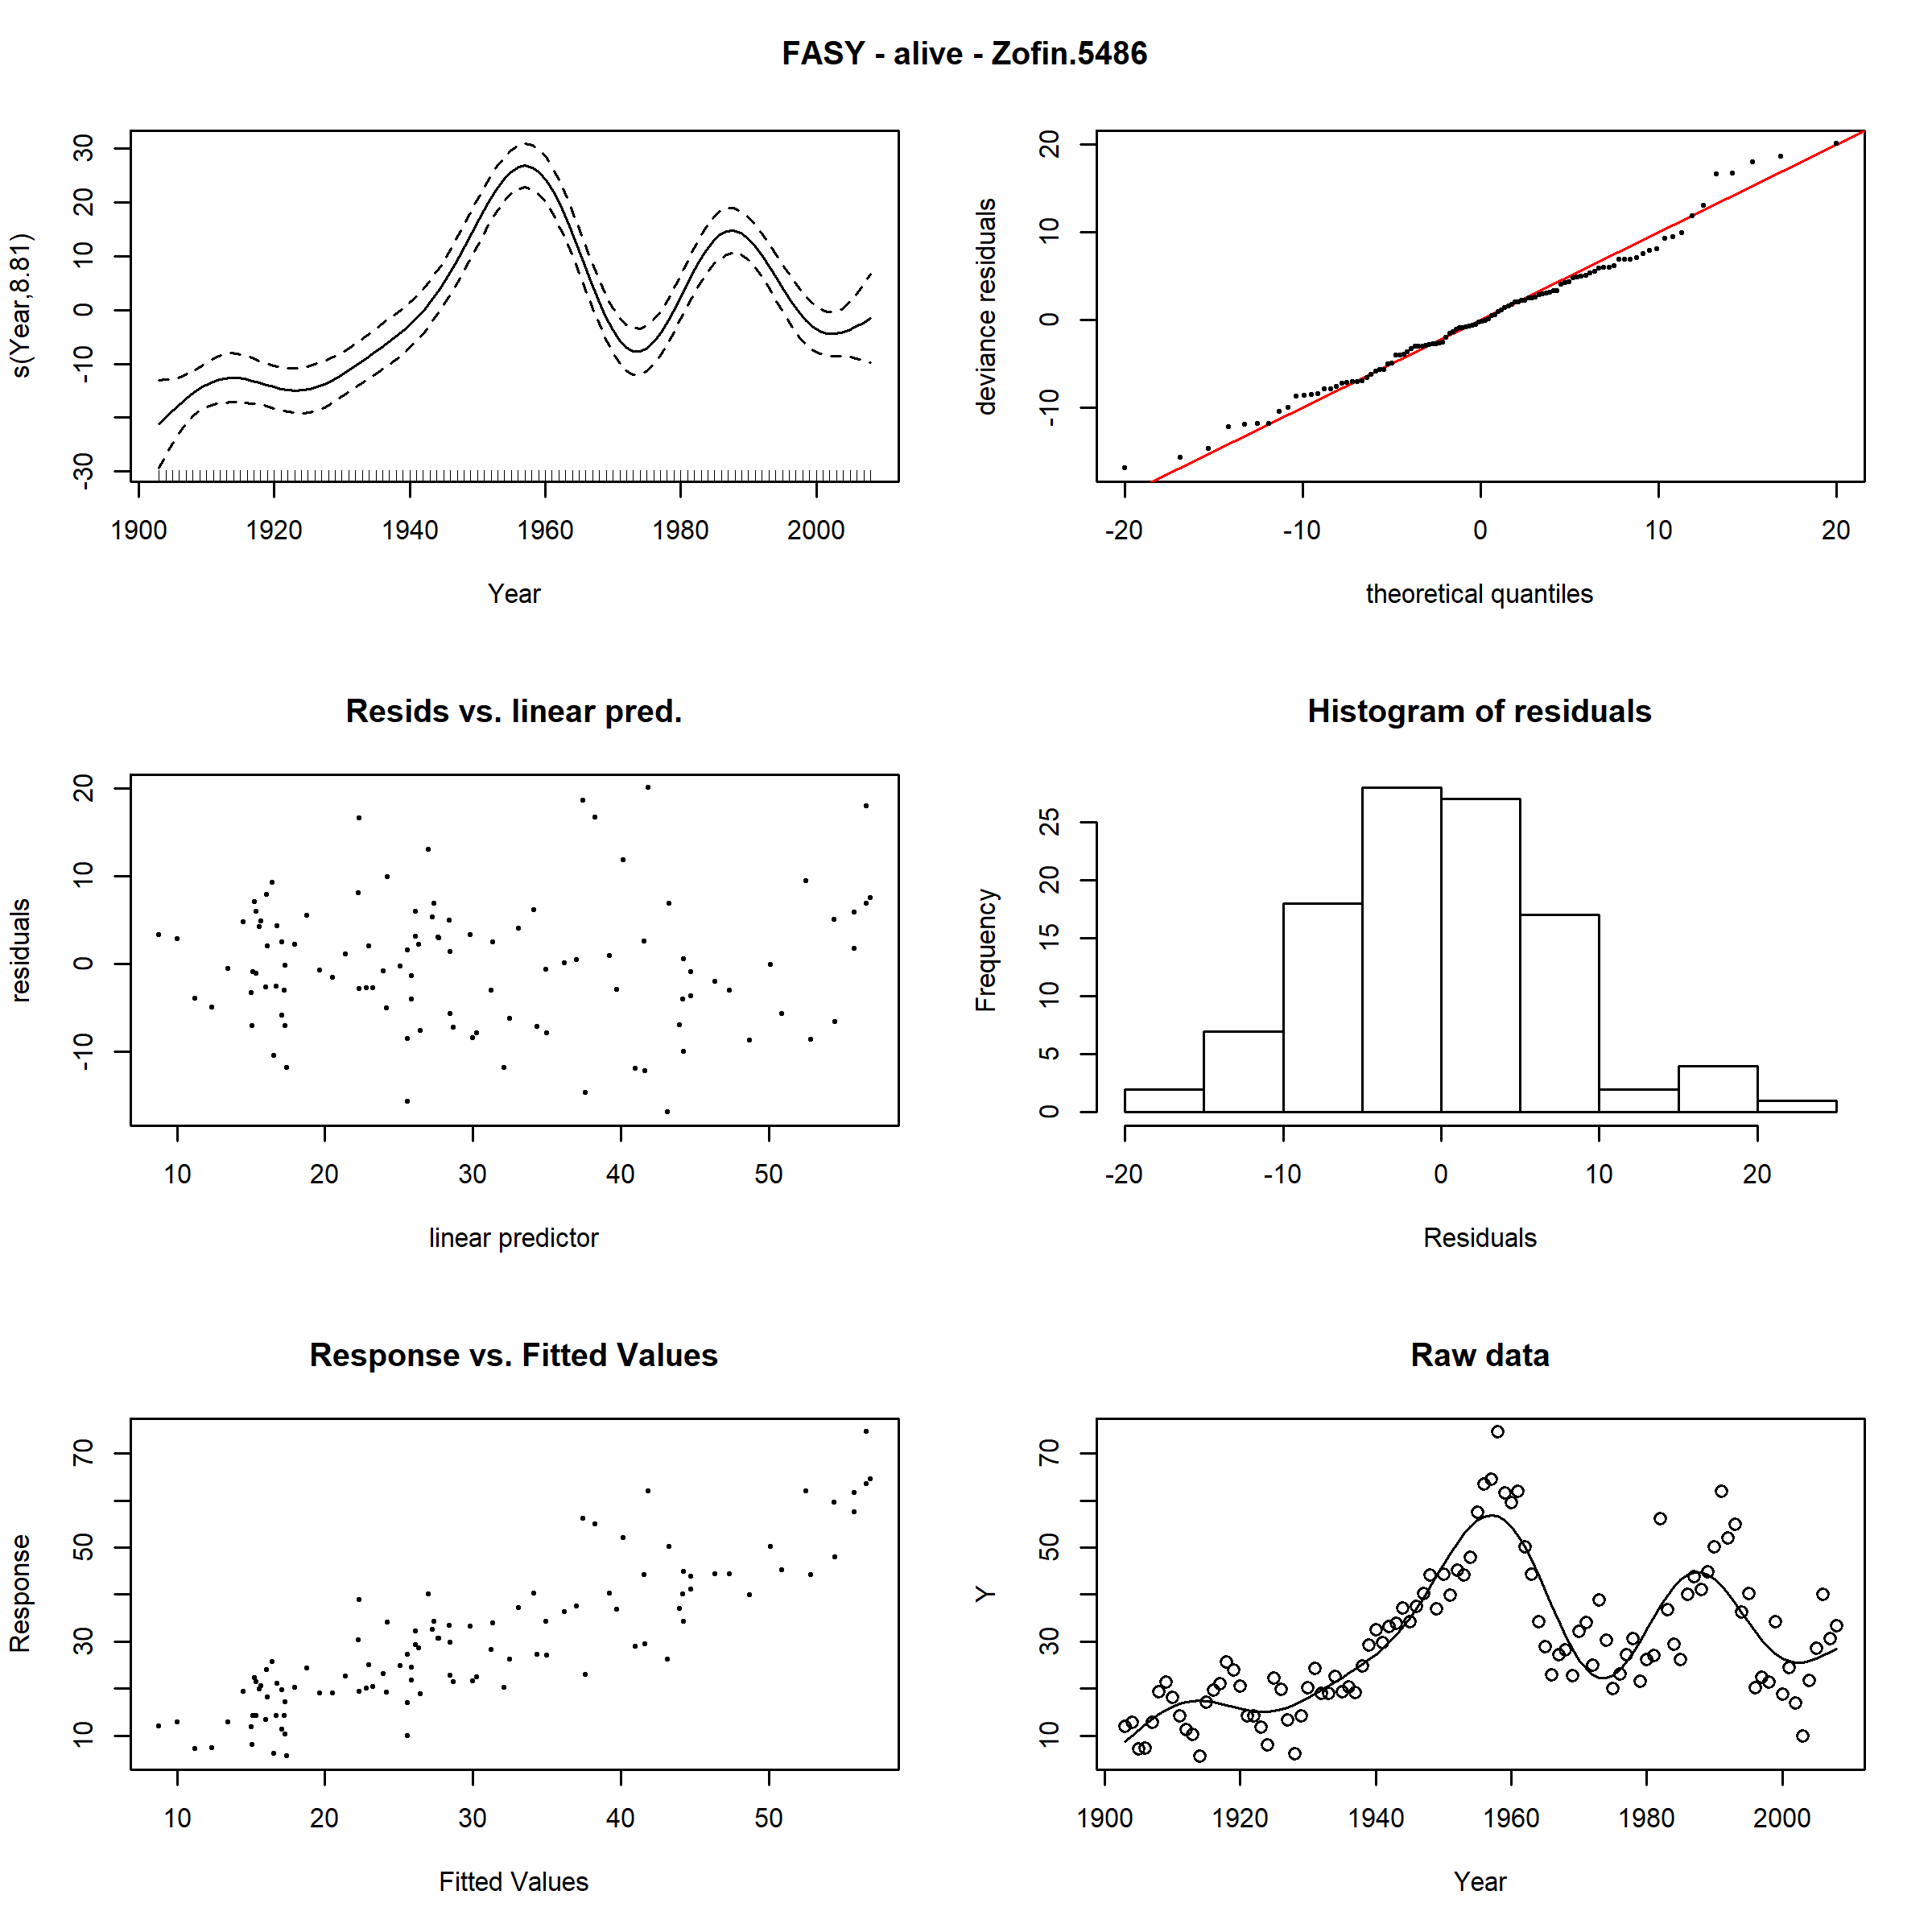 FASY - alive - Zofin.5486
s(Year,8.81)
-30 -10 0 10 20 30
1900 1920 1940 1960 1980 2000
Year
deviance residuals
-10 0 10 20
-20 -10 0 10 20
theoretical quantiles
Resids vs. linear pred.
residuals
-10 0 10 20
10 20 30 40 50
linear predictor
Histogram of residuals
Frequency
0 5 10 15 20 25
-20 -10 0 10 20
Residuals
Response vs. Fitted Values
Response
10 30 50 70
10 20 30 40 50
Fitted Values
Raw data
Y
10 30 50 70
1900 1920 1940 1960 1980 2000
Year